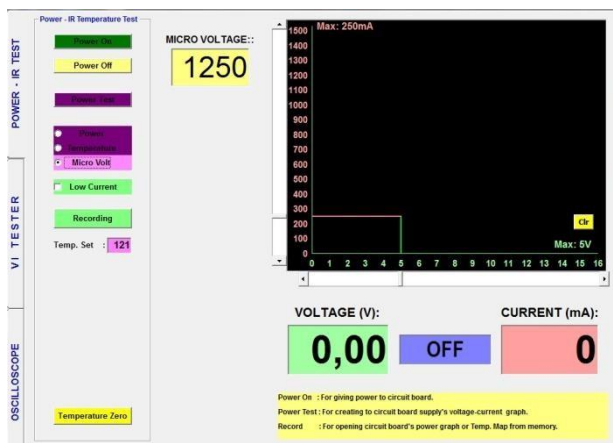 Power - IR Temperature Test
POWER - IR TEST
VI TESTER
OSCILLOSCOPE
Power On
Power Off
Power Test
Power
Temperature
Micro Volt
Low Current
Recording
Temp. Set : 121
Temperature Zero
MICRO VOLTAGE::
1250
Max: 250mA
1500
1400
1300
1200
1100
1000
900
800
700
600
500
400
300
200
100
0
Clr
Max: 5V
0 1 2 3 4 5 6 7 8 9 10 11 12 13 14 15 16
VOLTAGE (V):
0,00
OFF
CURRENT (mA):
0
Power On : For giving power to circuit board.
Power Test : For creating to circuit board supply's voltage-current graph.
Record : For opening circuit board's power graph or Temp. Map from memory.